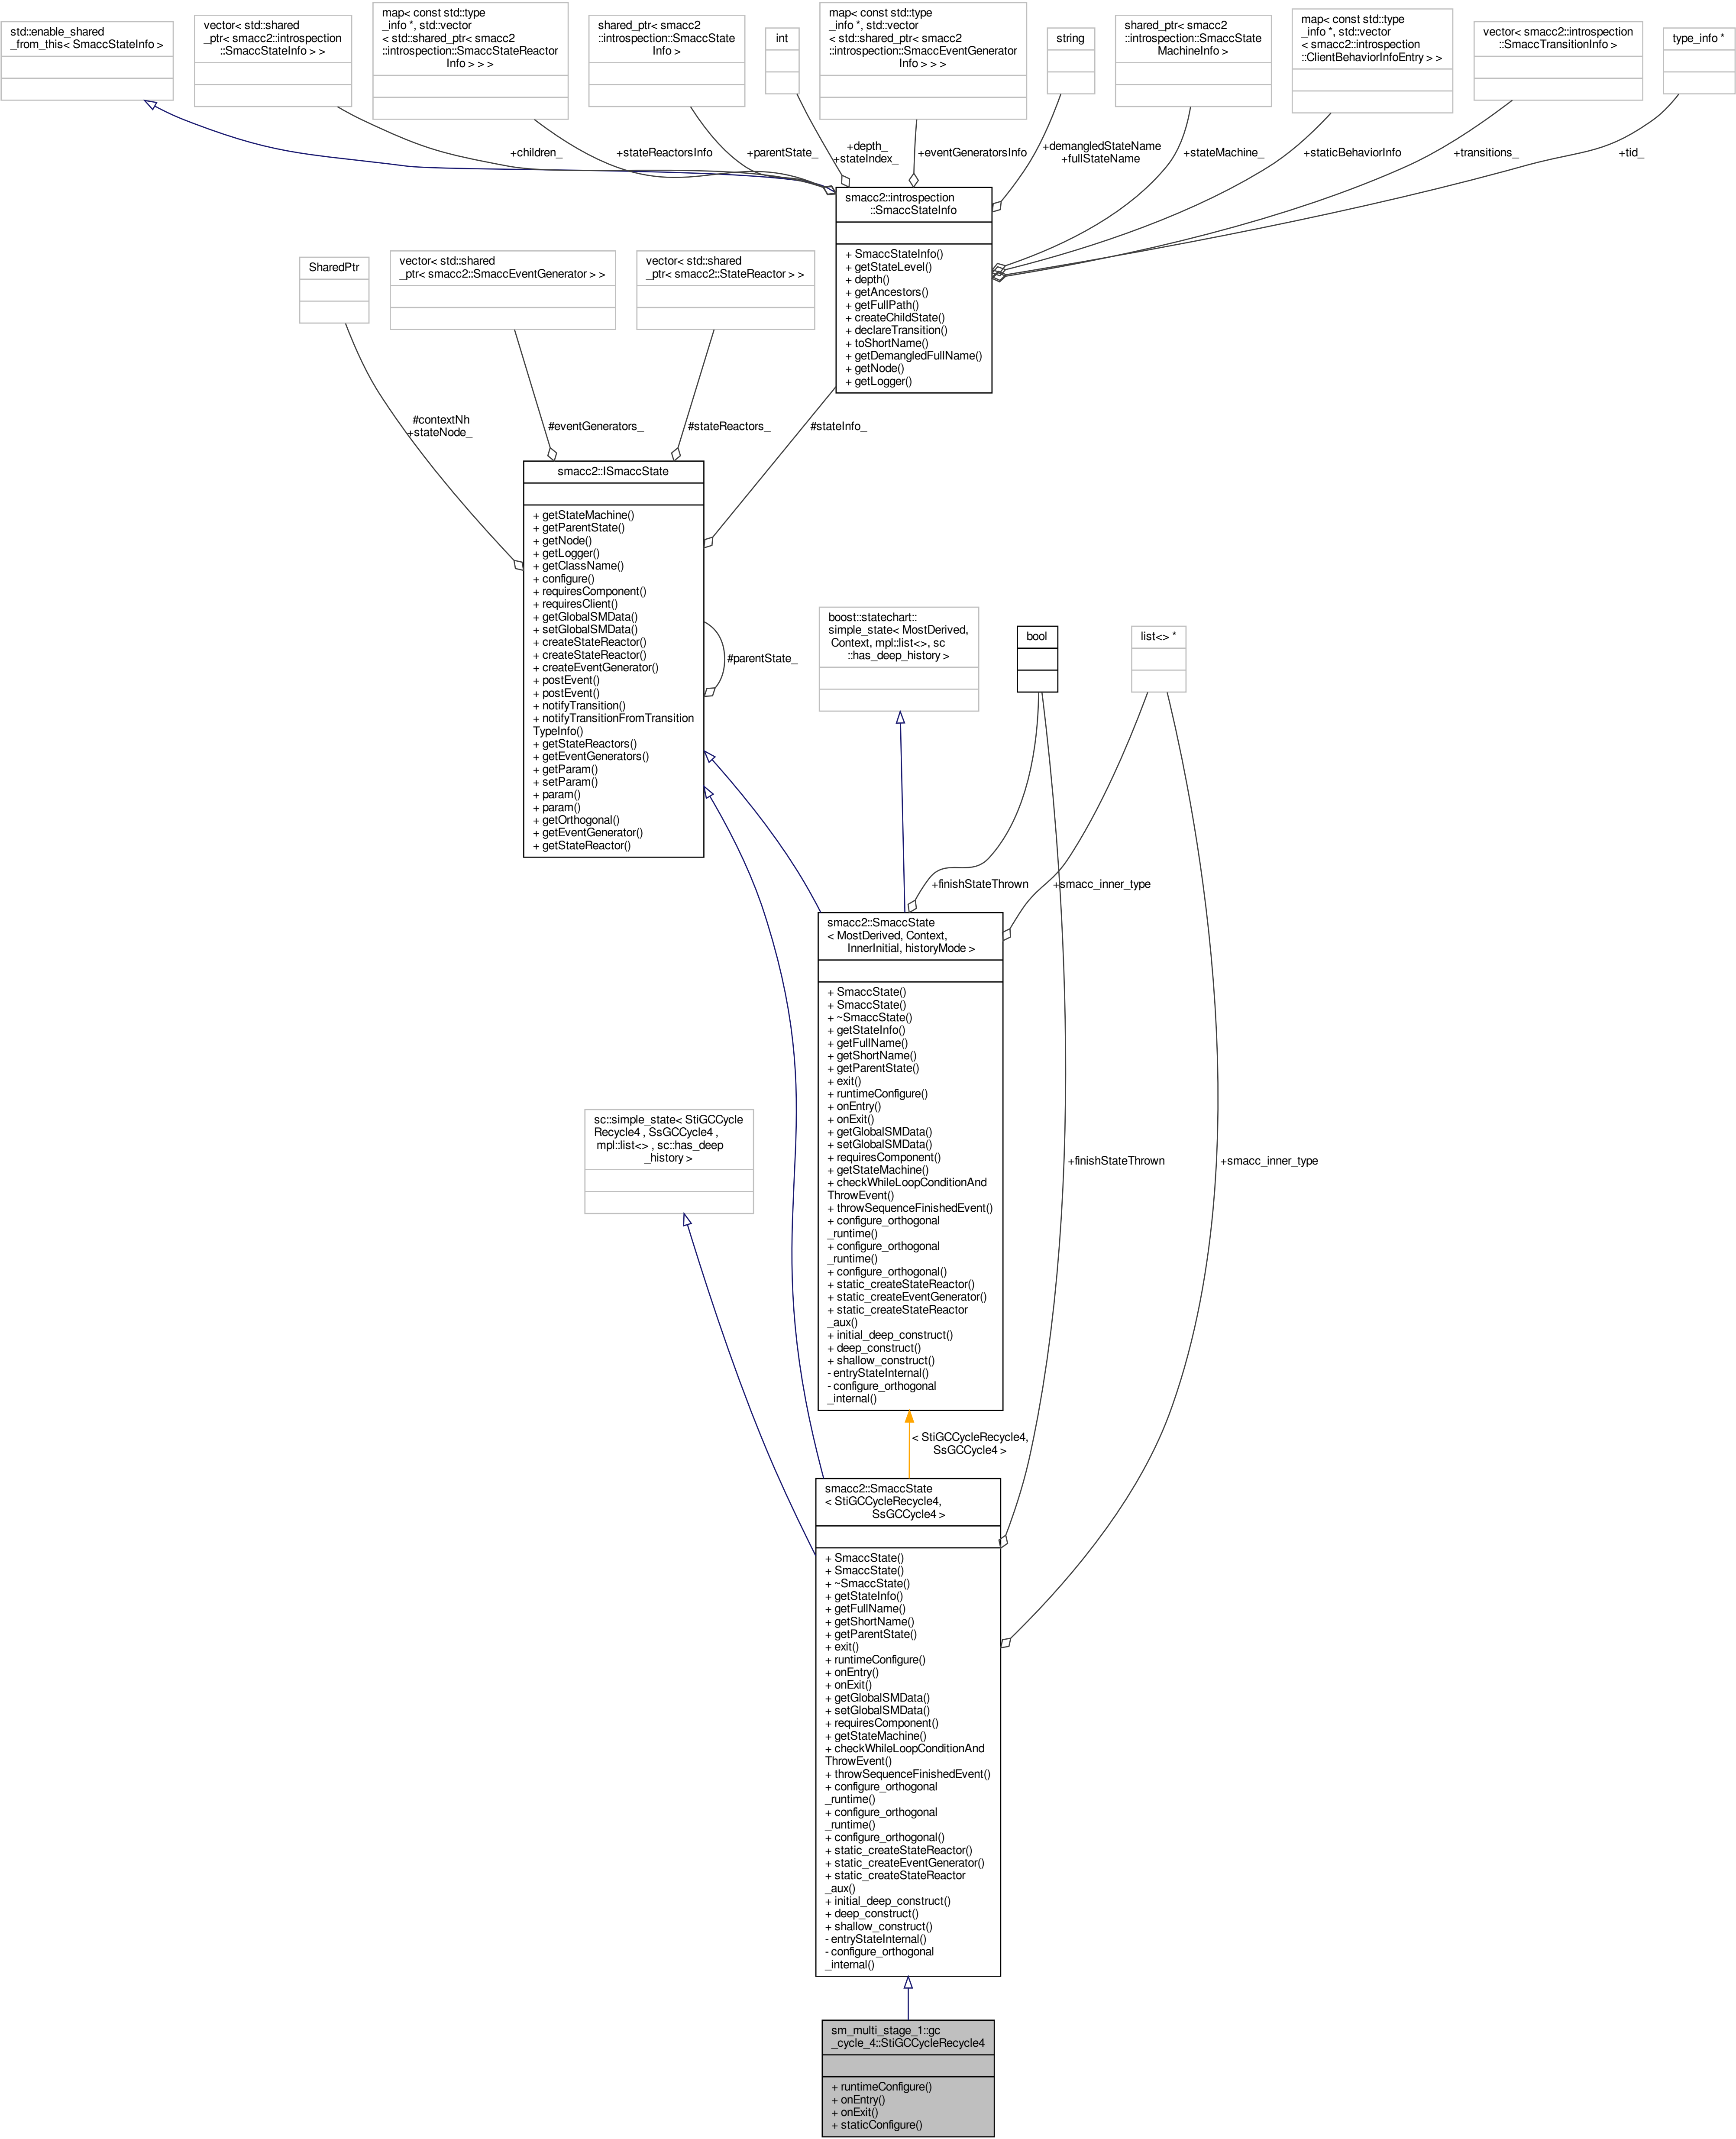 std::enable_shared
_from_this< SmaccStateInfo >
vector< std::shared
_ptr< smacc2::introspection
::SmaccStateInfo > >
map< const std::type
_info *, std::vector
< std::shared_ptr< smacc2
::introspection::SmaccStateReactor
Info > > >
shared_ptr< smacc2
::introspection::SmaccState
Info >
int
map< const std::type
_info *, std::vector
< std::shared_ptr< smacc2
::introspection::SmaccEventGenerator
Info > > >
string
shared_ptr< smacc2
::introspection::SmaccState
MachineInfo >
map< const std::type
_info *, std::vector
< smacc2::introspection
::ClientBehaviorInfoEntry > >
vector< smacc2::introspection
::SmaccTransitionInfo >
type_info *
+children_
+stateReactorsInfo
+parentState_
+depth_
+stateIndex_
+eventGeneratorsInfo
+demangledStateName
+fullStateName
+stateMachine_
+staticBehaviorInfo
+transitions_
+tid_
smacc2::introspection
::SmaccStateInfo
+ SmaccStateInfo()
+ getStateLevel()
+ depth()
+ getAncestors()
+ getFullPath()
+ createChildState()
+ declareTransition()
+ toShortName()
+ getDemangledFullName()
+ getNode()
+ getLogger()
SharedPtr
vector< std::shared
_ptr< smacc2::SmaccEventGenerator > >
vector< std::shared
_ptr< smacc2::StateReactor > >
#contextNh
+stateNode_
#eventGenerators_
#stateReactors_
#stateInfo_
smacc2::ISmaccState
+ getStateMachine()
+ getParentState()
+ getNode()
+ getLogger()
+ getClassName()
+ configure()
+ requiresComponent()
+ requiresClient()
+ getGlobalSMData()
+ setGlobalSMData()
+ createStateReactor()
+ createStateReactor()
+ createEventGenerator()
+ postEvent()
+ postEvent()
+ notifyTransition()
+ notifyTransitionFromTransition
TypeInfo()
+ getStateReactors()
+ getEventGenerators()
+ getParam()
+ setParam()
+ param()
+ param()
+ getOrthogonal()
+ getEventGenerator()
+ getStateReactor()
#parentState_
boost::statechart::
simple_state< MostDerived,
Context, mpl::list<>, sc
::has_deep_history >
bool
list<> *
+finishStateThrown
+smacc_inner_type
smacc2::SmaccState
< MostDerived, Context,
InnerInitial, historyMode >
+ SmaccState()
+ SmaccState()
+ ~SmaccState()
+ getStateInfo()
+ getFullName()
+ getShortName()
+ getParentState()
+ exit()
+ runtimeConfigure()
+ onEntry()
+ onExit()
+ getGlobalSMData()
+ setGlobalSMData()
+ requiresComponent()
+ getStateMachine()
+ checkWhileLoopConditionAnd
ThrowEvent()
+ throwSequenceFinishedEvent()
+ configure_orthogonal
_runtime()
+ configure_orthogonal
_runtime()
+ configure_orthogonal()
+ static_createStateReactor()
+ static_createEventGenerator()
+ static_createStateReactor
_aux()
+ initial_deep_construct()
+ deep_construct()
+ shallow_construct()
- entryStateInternal()
- configure_orthogonal
_internal()
sc::simple_state< StiGCCycle
Recycle4 , SsGCCycle4 ,
mpl::list<> , sc::has_deep
_history >
+finishStateThrown
+smacc_inner_type
< StiGCCycleRecycle4,
SsGCCycle4 >
smacc2::SmaccState
< StiGCCycleRecycle4,
SsGCCycle4 >
+ SmaccState()
+ SmaccState()
+ ~SmaccState()
+ getStateInfo()
+ getFullName()
+ getShortName()
+ getParentState()
+ exit()
+ runtimeConfigure()
+ onEntry()
+ onExit()
+ getGlobalSMData()
+ setGlobalSMData()
+ requiresComponent()
+ getStateMachine()
+ checkWhileLoopConditionAnd
ThrowEvent()
+ throwSequenceFinishedEvent()
+ configure_orthogonal
_runtime()
+ configure_orthogonal
_runtime()
+ configure_orthogonal()
+ static_createStateReactor()
+ static_createEventGenerator()
+ static_createStateReactor
_aux()
+ initial_deep_construct()
+ deep_construct()
+ shallow_construct()
- entryStateInternal()
- configure_orthogonal
_internal()
sm_multi_stage_1::gc
_cycle_4::StiGCCycleRecycle4
+ runtimeConfigure()
+ onEntry()
+ onExit()
+ staticConfigure()